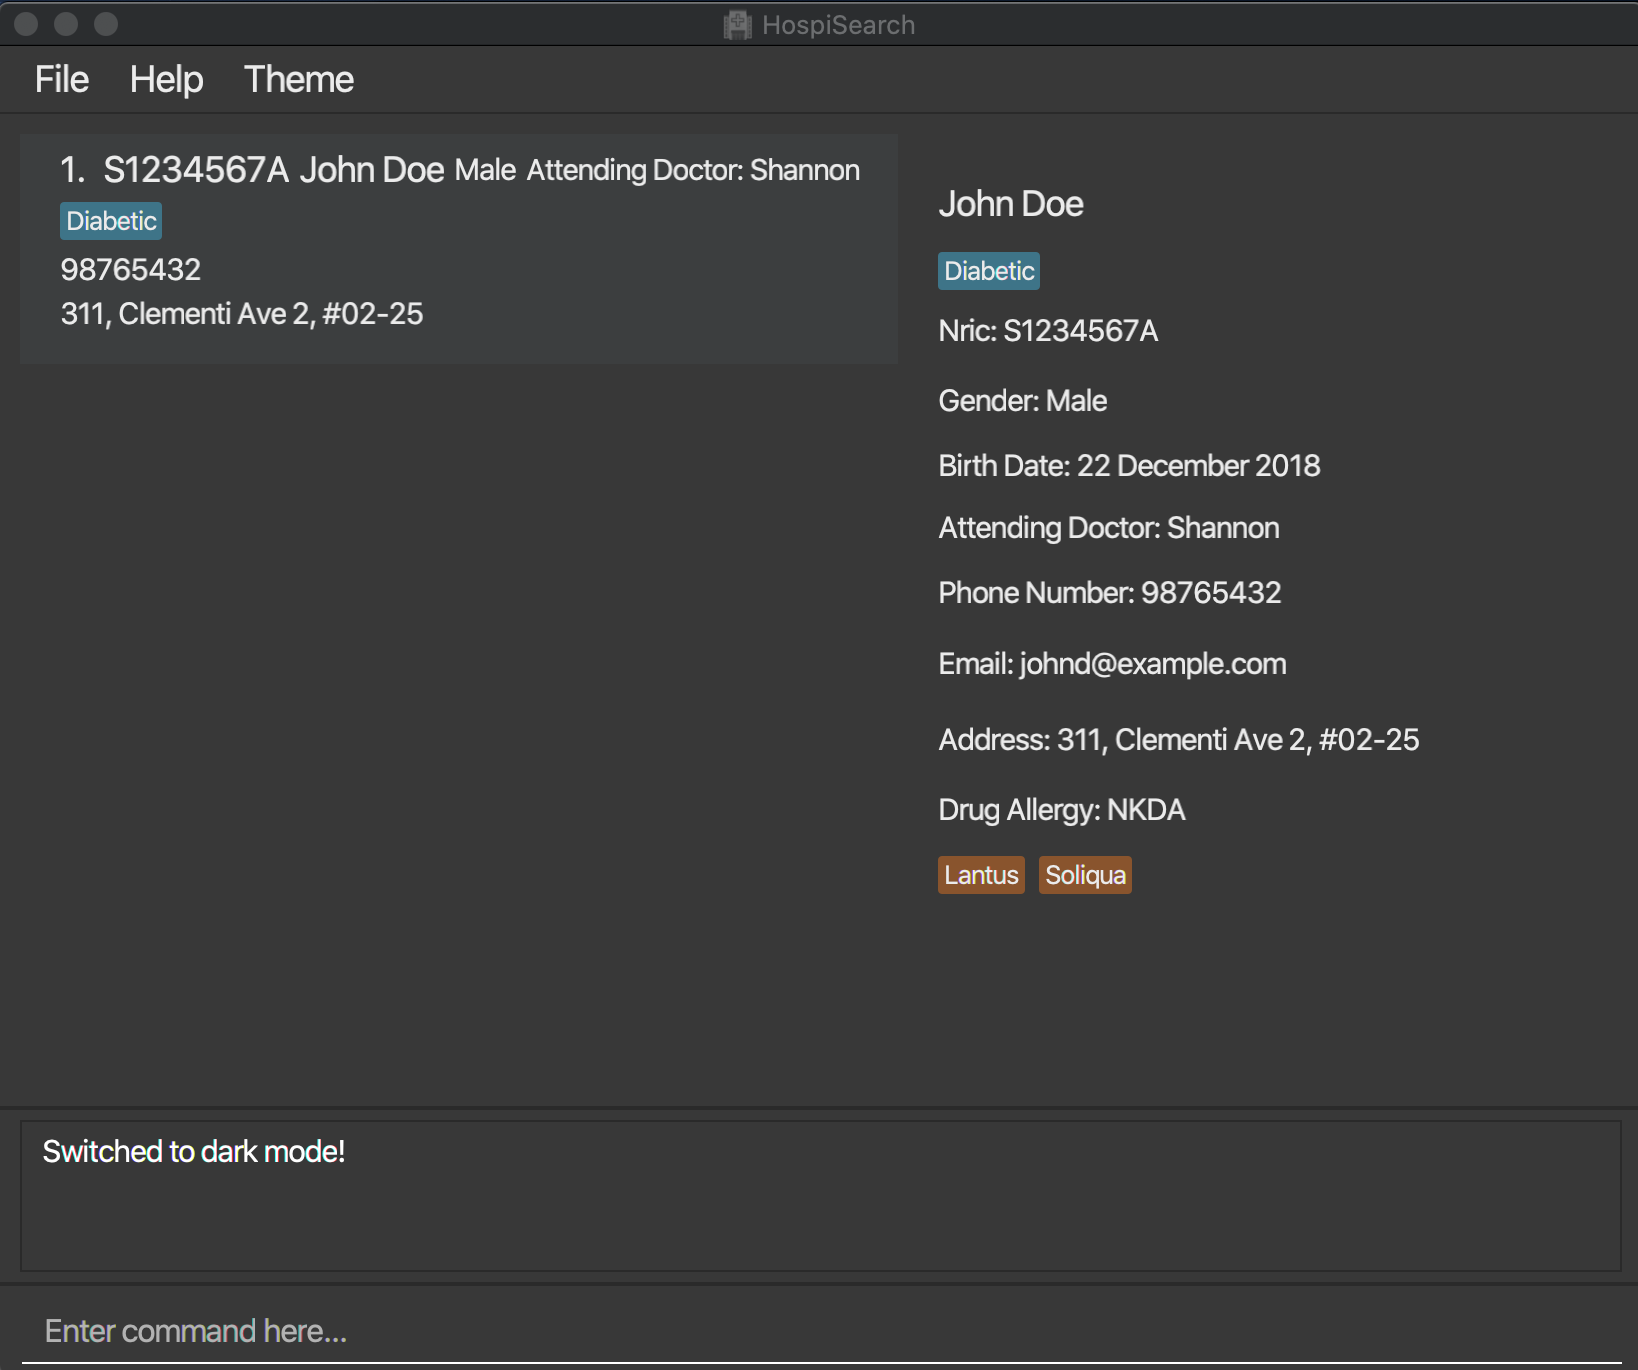 HospiSearch
File Help Theme
1. S1234567A John Doe Male Attending Doctor: Shannon
Diabetic
98765432
311, Clementi Ave 2, #02-25
John Doe
Diabetic
Nric: S1234567A
Gender: Male
Birth Date: 22 December 2018
Attending Doctor: Shannon
Phone Number: 98765432
Email: johnd@example.com
Address: 311, Clementi Ave 2, #02-25
Drug Allergy: NKDA
Lantus Soliqua
Switched to dark mode!
Enter command here...